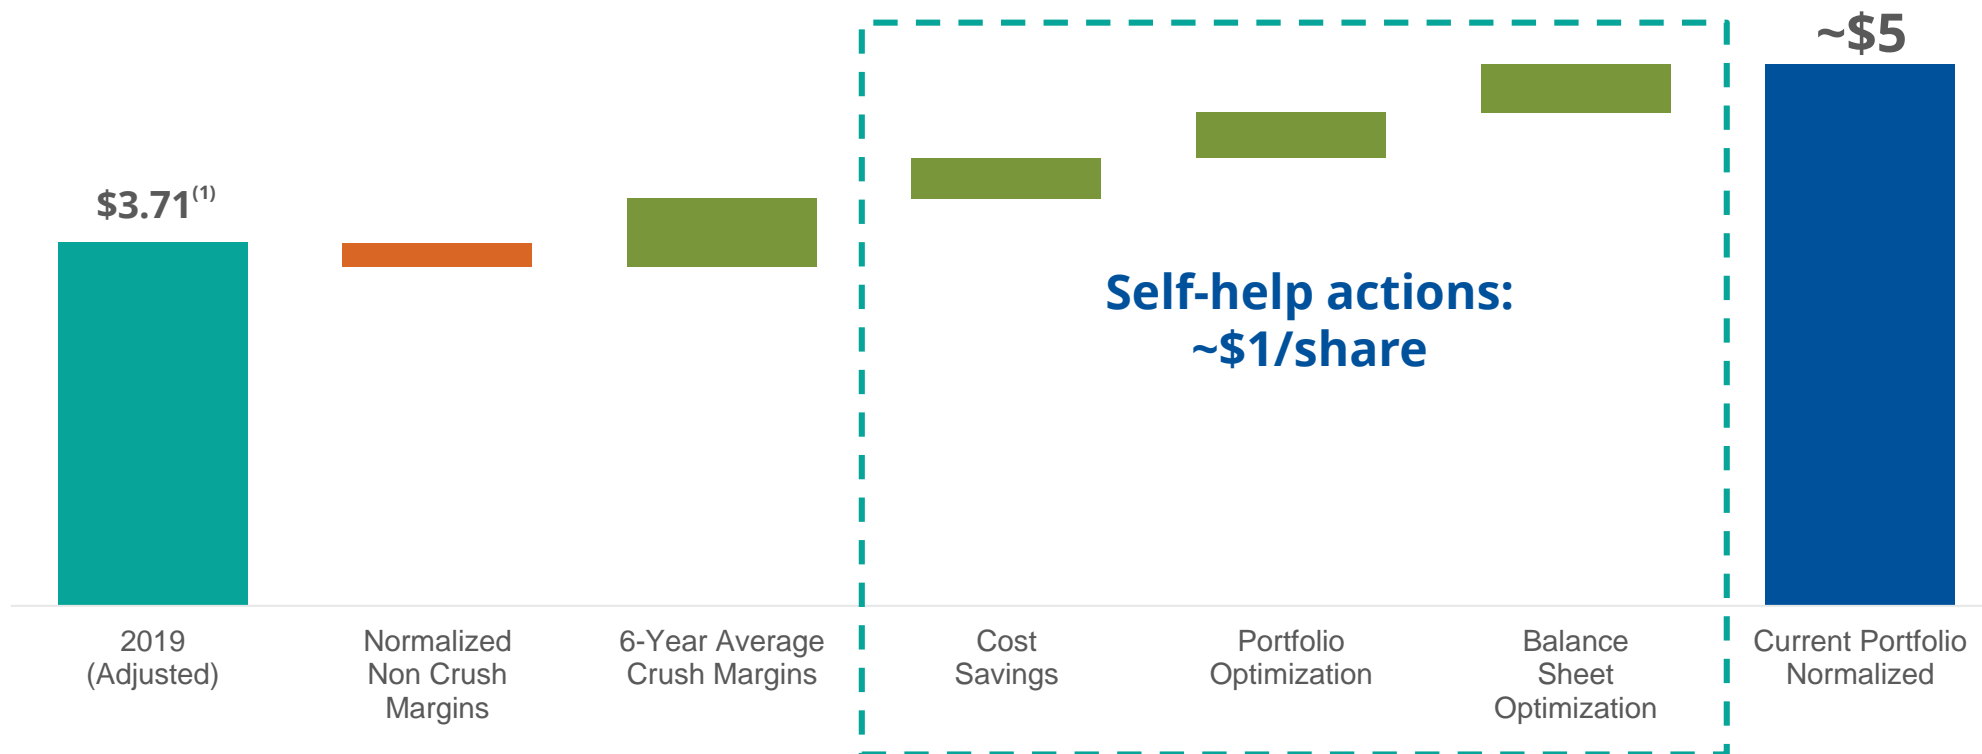 ~$5
$3.71(1)
Self-help actions:
~$1/share
2019
(Adjusted)
Normalized
Non Crush
Margins
6-Year Average
Crush Margins
Cost
Savings
Portfolio
Optimization
Balance
Sheet
Optimization
Current Portfolio
Normalized